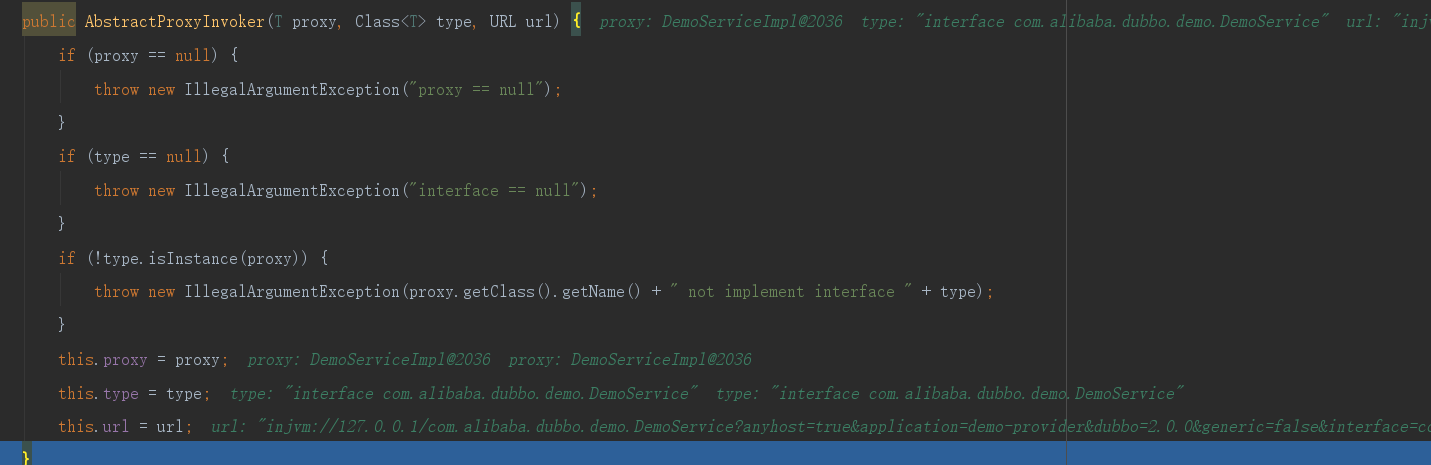 public AbstractProxyInvoker(T proxy, Class<T> type, URL url) {  proxy: DemoServiceImpl@2036  type: "interface com.alibaba.dubbo.demo.DemoService"  url: "injv
if (proxy == null) {
throw new IllegalArgumentException("proxy == null");
}
if (type == null) {
throw new IllegalArgumentException("interface == null");
}
if (!type.isInstance(proxy)) {
throw new IllegalArgumentException(proxy.getClass().getName() + " not implement interface " + type);
}
this.proxy = proxy;  proxy: DemoServiceImpl@2036  proxy: DemoServiceImpl@2036
this.type = type;  type: "interface com.alibaba.dubbo.demo.DemoService"  type: "interface com.alibaba.dubbo.demo.DemoService"
this.url = url;  url: "injvm://127.0.0.1/com.alibaba.dubbo.demo.DemoService?anyhost=true&application=demo-provider&dubbo=2.0.0&generic=false&interface=co
}